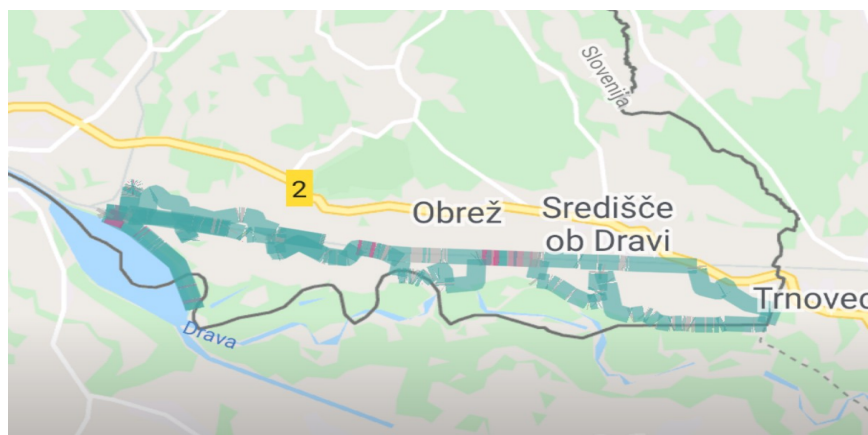 Slovenija
2
Obrež
Središče
ob Dravi
Trnovec
Drava